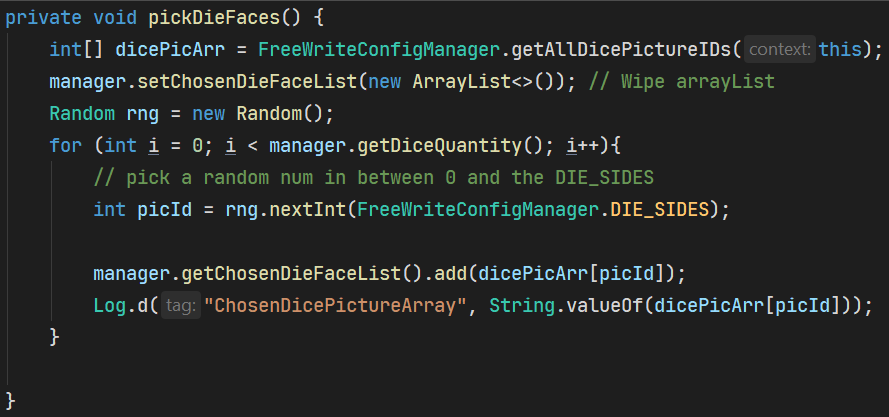 private void pickDieFaces() {
    int[] dicePicArr = FreeWriteConfigManager.getAllDicePictureIDs( context: this);
    manager.setChosenDieFaceList(new ArrayList<>()); // Wipe arrayList
    Random rng = new Random();
    for (int i = 0; i < manager.getDiceQuantity(); i++){
        // pick a random num in between 0 and the DIE_SIDES
        int picId = rng.nextInt(FreeWriteConfigManager.DIE_SIDES);

        manager.getChosenDieFaceList().add(dicePicArr[picId]);
        Log.d( tag: "ChosenDicePictureArray", String.valueOf(dicePicArr[picId]));
    }

}